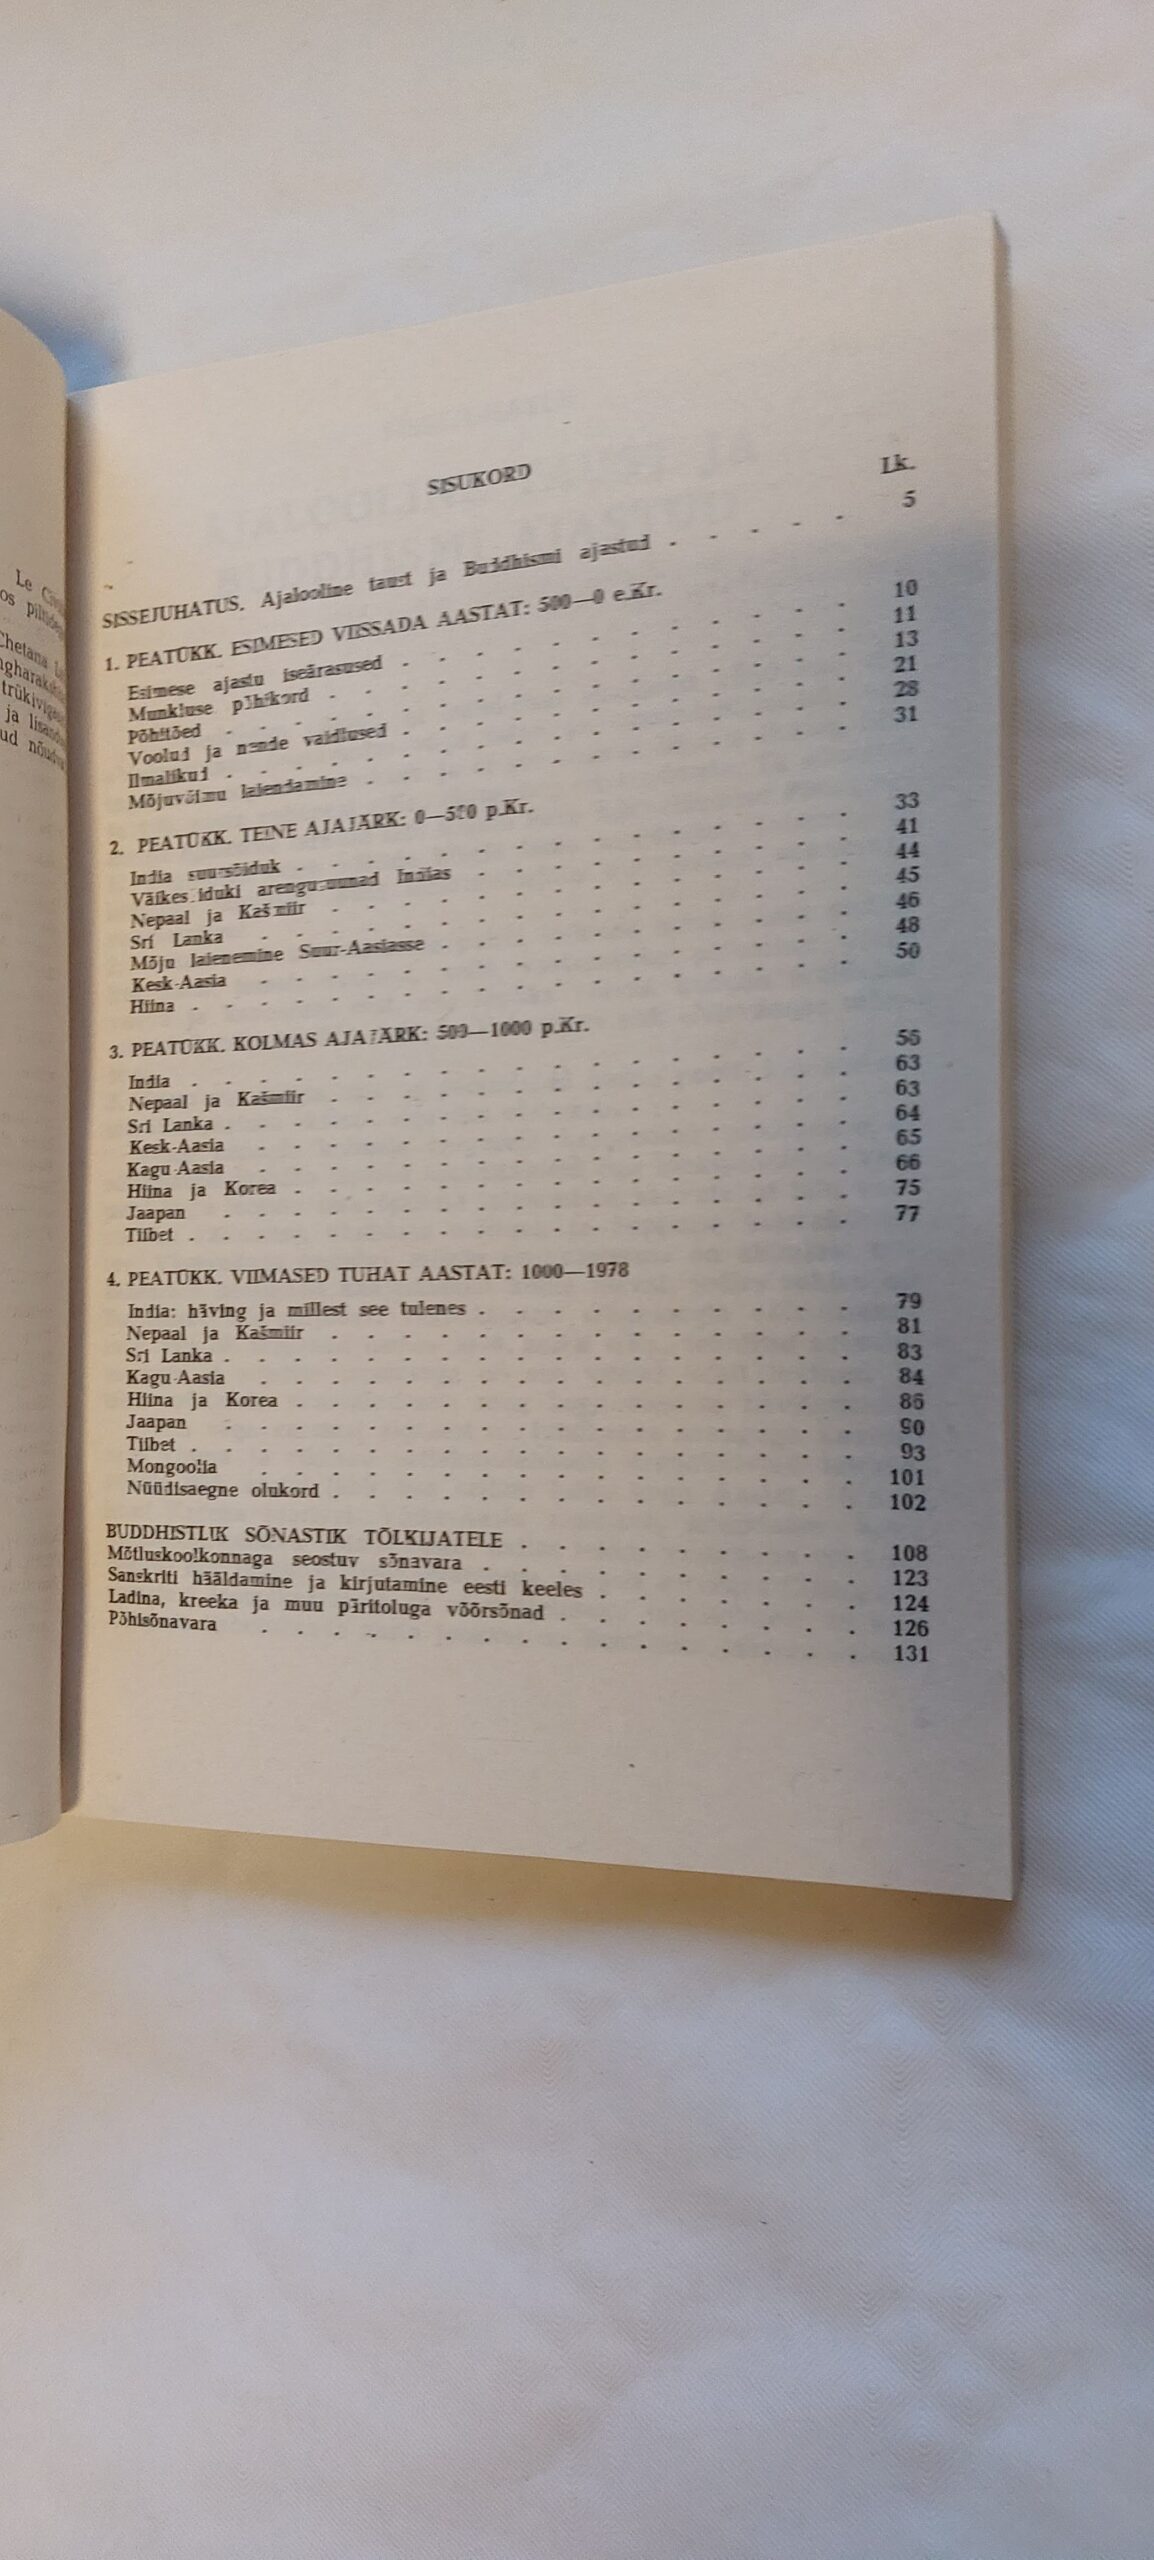 Le
SISUKORD
Lk.
SISSEJUHATUS. Ajalooline taust ja Buddhismi ajastud . . . . . 5
1. PEATÜKK. ESIMESED VIISSADA AASTAT: 500—0 e.Kr.
Esimese ajastu iseärasused . . . . . 10
Munkluse põhikord . . . . . 11
Põhitõed . . . . . 13
Voolud ja nende vaidlused . . . . . 21
Ilmalikud . . . . . 28
Mõjuvõimu laiendamine . . . . . 31
2. PEATÜKK. TEINE AJAJÄRK: 0—500 p.Kr.
India suursõiduk . . . . . 33
Väikesõiduki arengusuunad Indias . . . . . 41
Nepaal ja Kašmiir . . . . . 44
Sri Lanka . . . . . 45
Mõju laienemine Suur-Aasiasse . . . . . 46
Kesk-Aasia . . . . . 48
Hiina . . . . . 50
3. PEATÜKK. KOLMAS AJAJÄRK: 500—1000 p.Kr.
India . . . . . 56
Nepaal ja Kašmiir . . . . . 63
Sri Lanka . . . . . 63
Kesk-Aasia . . . . . 64
Kagu-Aasia . . . . . 65
Hiina ja Korea . . . . . 66
Jaapan . . . . . 75
Tiibet . . . . . 77
4. PEATÜKK. VIIMASED TUHAT AASTAT: 1000—1978
India: häving ja millest see tulenes . . . . . 79
Nepaal ja Kašmiir . . . . . 81
Sri Lanka . . . . . 83
Kagu-Aasia . . . . . 84
Hiina ja Korea . . . . . 86
Jaapan . . . . . 90
Tiibet . . . . . 93
Mongoolia . . . . . 101
Nüüdisaegne olukord . . . . . 102
BUDDHISTLIK SÕNASTIK TÕLKIJATELE . . . . . 108
Mõtluskoolkonnaga seostuv sõnavara . . . . . 123
Sanskriti hääldamine ja kirjutamine eesti keeles . . . . . 124
Ladina, kreeka ja muu päritoluga võõrsõnad . . . . . 126
Põhisõnavara . . . . . 131